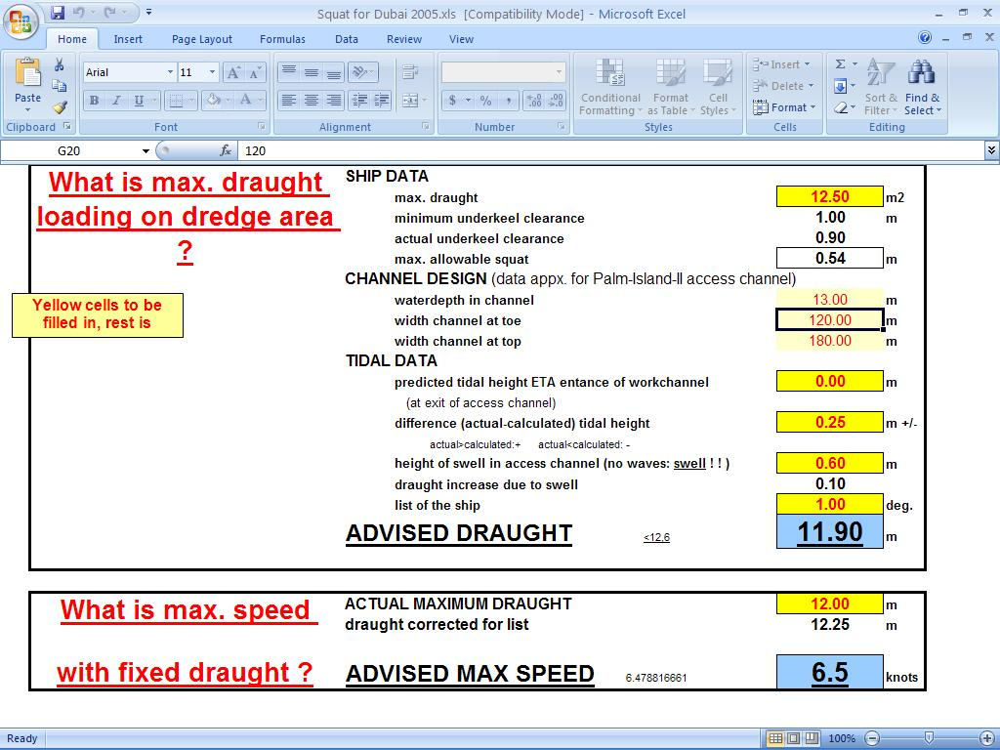 Squat for Dubai 2005.xls [Compatibility Mode] - Microsoft Excel
Home Insert Page Layout Formulas Data Review View
Paste
Arial 11
B I U
A A
$ % ,
Conditional Formatting
Format as Table
Cell Styles
Insert
Delete
Format
Σ
Sort & Filter
Find & Select
Clipboard Font Alignment Number Styles Cells Editing
G20 fx 120
What is max. draught
loading on dredge area
?
Yellow cells to be
filled in, rest is
SHIP DATA
max. draught 12.50 m2
minimum underkeel clearance 1.00 m
actual underkeel clearance 0.90
max. allowable squat 0.54 m
CHANNEL DESIGN (data appx. for Palm-Island-II access channel)
waterdepth in channel 13.00 m
width channel at toe 120.00 m
width channel at top 180.00 m
TIDAL DATA
predicted tidal height ETA entance of workchannel 0.00 m
(at exit of access channel)
difference (actual-calculated) tidal height 0.25 m +/-
actual>calculated:+ actual<calculated: -
height of swell in access channel (no waves: swell ! ! ) 0.60 m
draught increase due to swell 0.10
list of the ship 1.00 deg.
ADVISED DRAUGHT <12,6 11.90 m
What is max. speed
with fixed draught ?
ACTUAL MAXIMUM DRAUGHT 12.00 m
draught corrected for list 12.25 m
ADVISED MAX SPEED 6.478816661 6.5 knots
Ready 100%